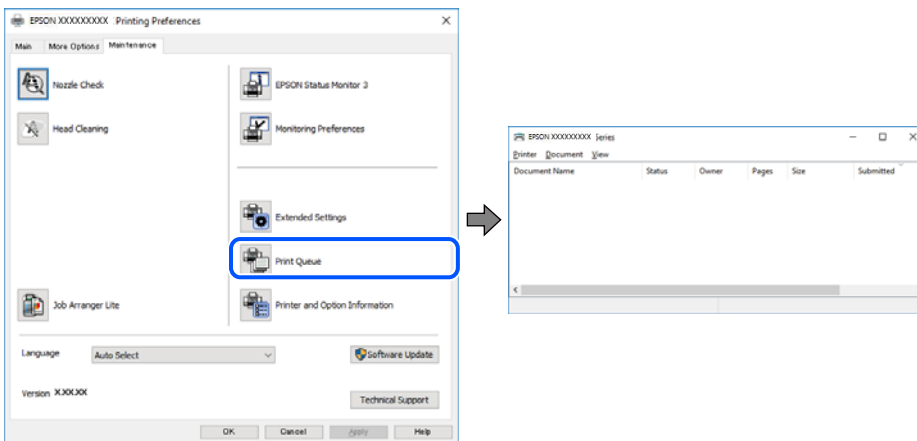 EPSON XXXXXXXXX Printing Preferences
Main More Options Maintenance
Nozzle Check
EPSON Status Monitor 3
Head Cleaning
Monitoring Preferences
Extended Settings
Print Queue
Job Arranger Lite
Printer and Option Information
Language Auto Select
Software Update
Version X.XX.XX
Technical Support
OK Cancel Apply Help
EPSON XXXXXXXXX Series
Printer Document View
Document Name Status Owner Pages Size Submitted